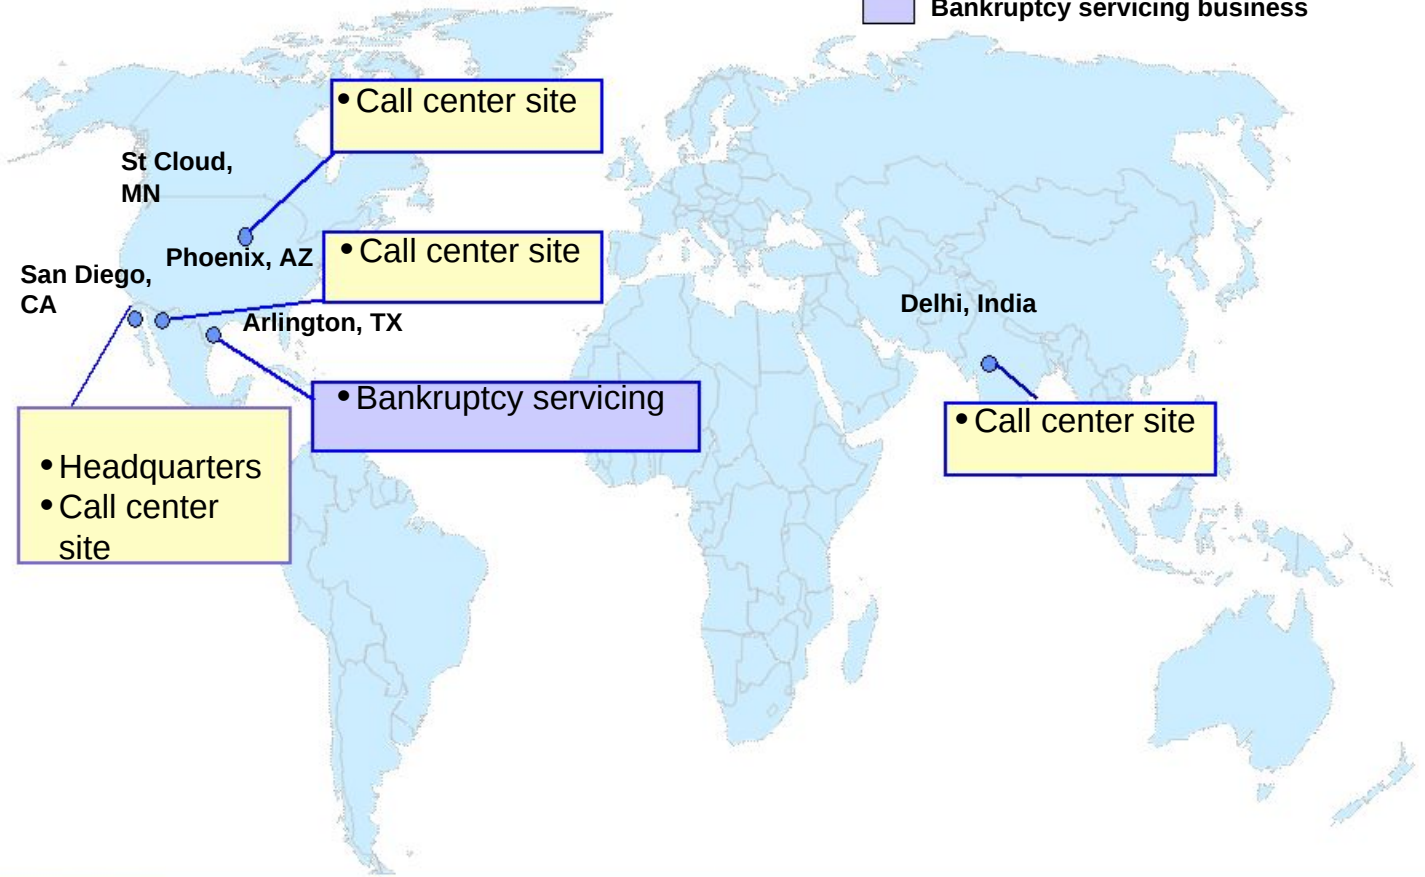 Bankruptcy servicing business
• Call center site
St Cloud,
MN
Phoenix, AZ
• Call center site
San Diego,
CA
Arlington, TX
Delhi, India
• Bankruptcy servicing
• Call center site
• Headquarters
• Call center
site